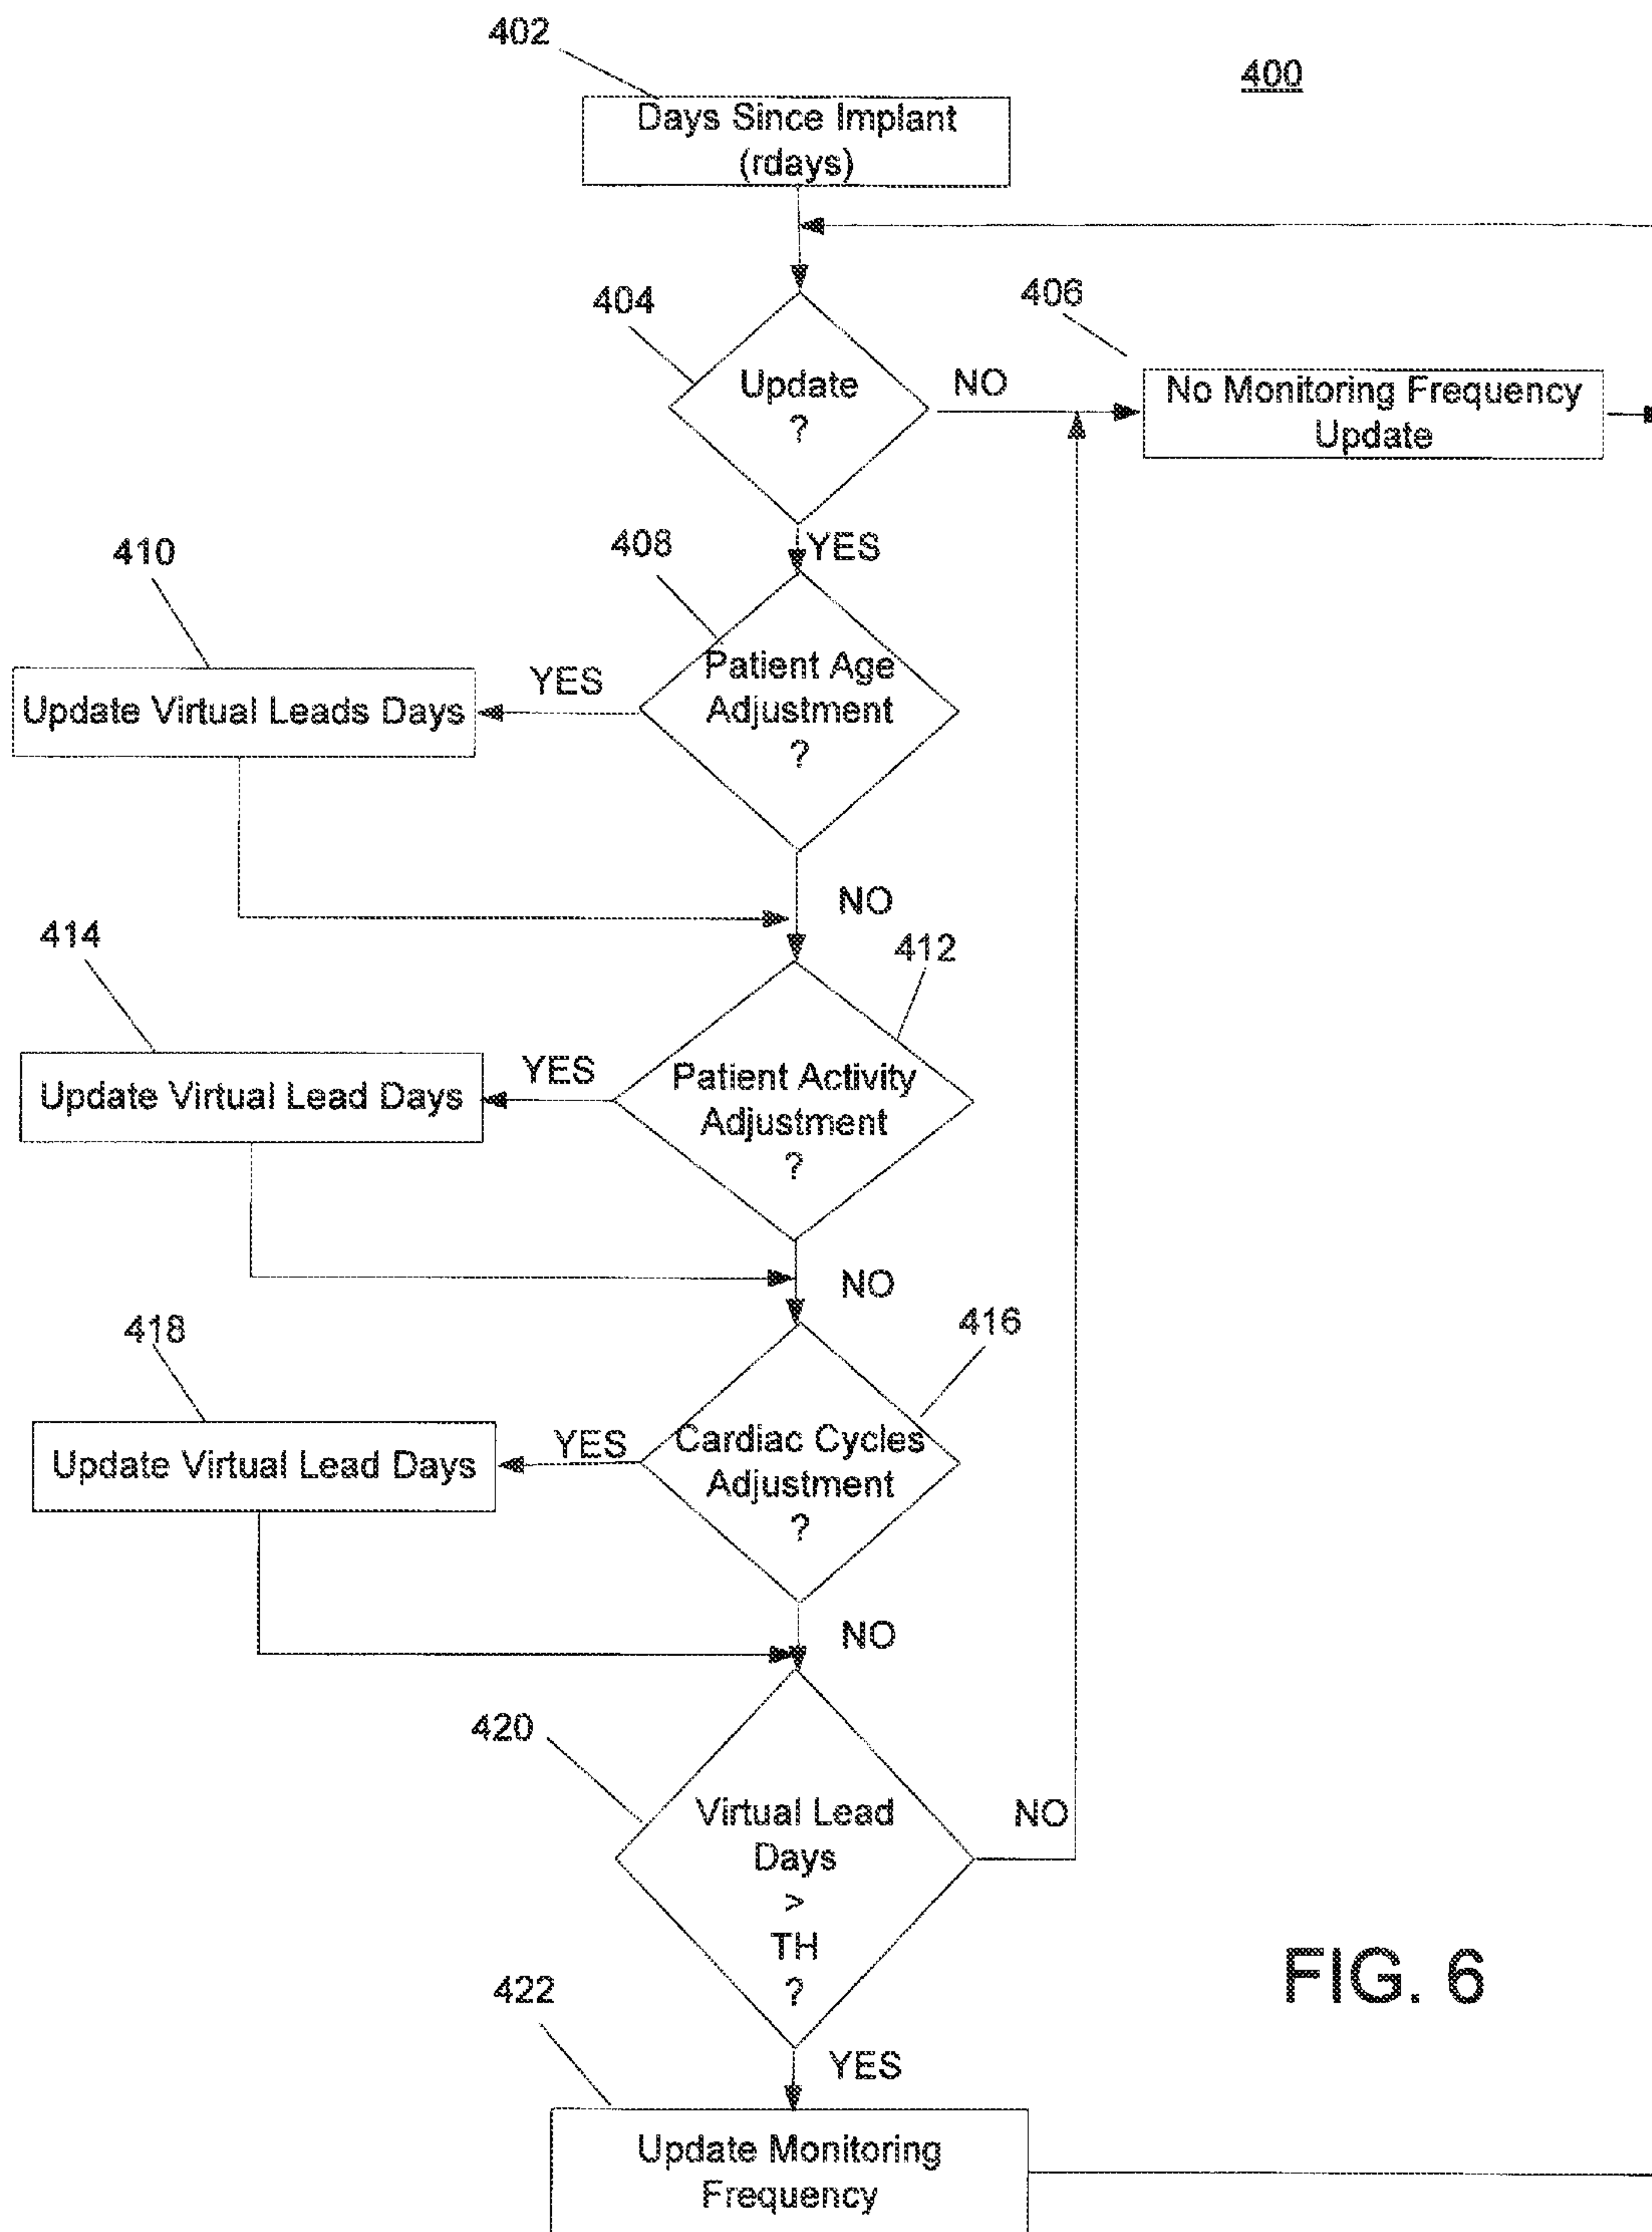 402
400
Days Since Implant
(rdays)
404
406
Update
?
NO
No Monitoring Frequency
Update
YES
408
410
Patient Age
Adjustment
?
YES
Update Virtual Leads Days
NO
414
412
Patient Activity
Adjustment
?
YES
Update Virtual Lead Days
NO
418
416
Cardiac Cycles
Adjustment
?
YES
Update Virtual Lead Days
NO
420
Virtual Lead
Days
>
TH
?
NO
FIG. 6
422
YES
Update Monitoring
Frequency